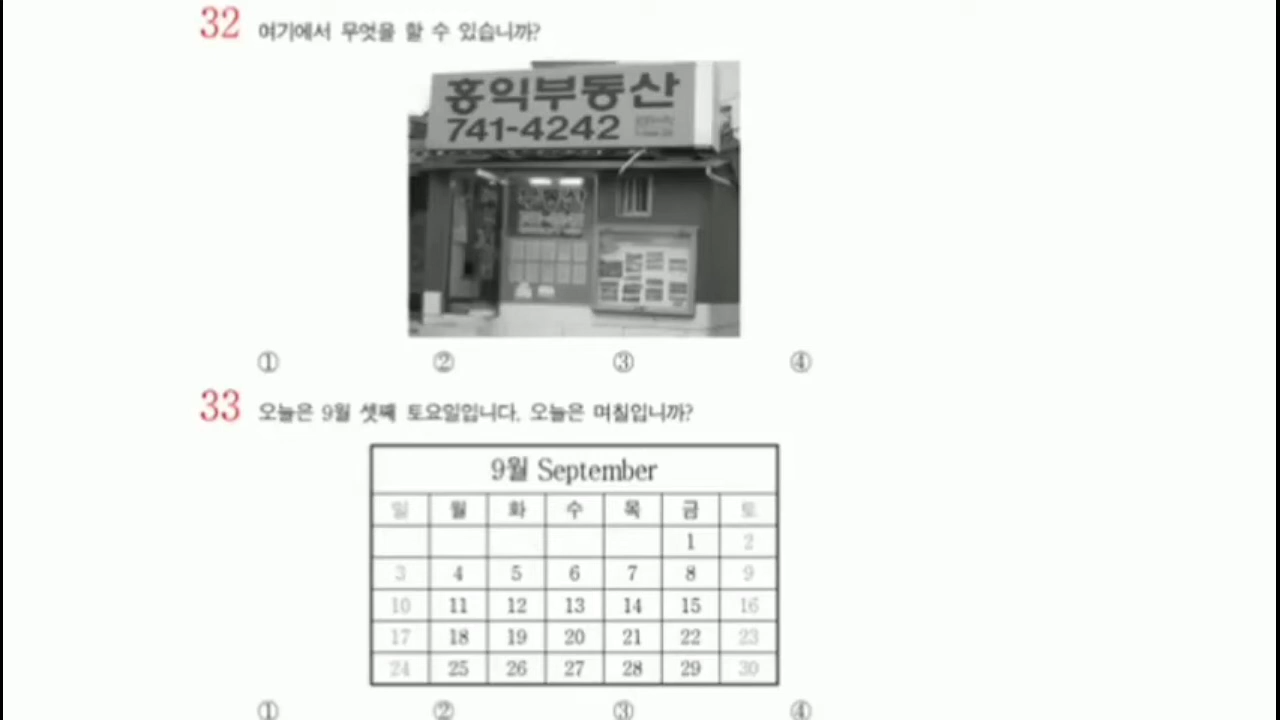 32 여기에서 무엇을 할 수 있습니까?
홍익부동산
741-4242
① ② ③ ④
33 오늘은 9월 셋째 토요일입니다. 오늘은 며칠입니까?
9월 September
일 월 화 수 목 금 토
1 2
3 4 5 6 7 8 9
10 11 12 13 14 15 16
17 18 19 20 21 22 23
24 25 26 27 28 29 30
① ② ③ ④